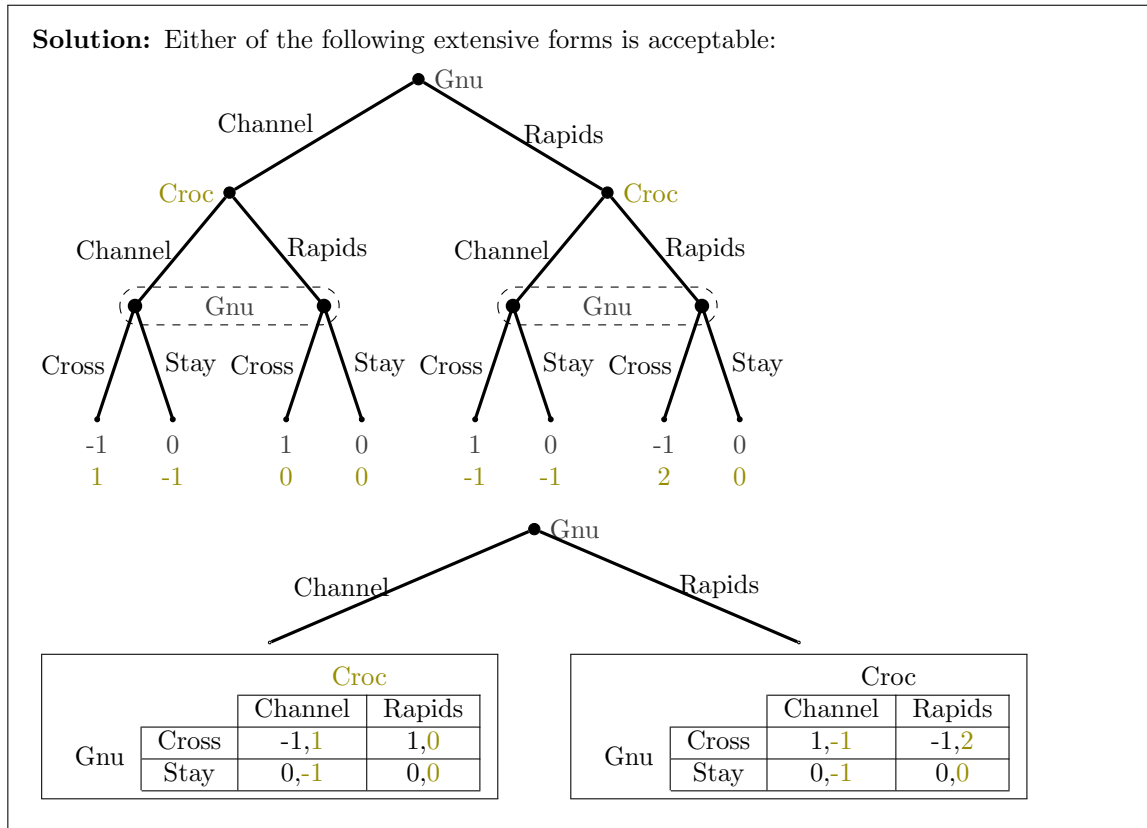 Solution: Either of the following extensive forms is acceptable:
Gnu
Channel Rapids
Croc Croc
Channel Rapids Channel Rapids
Gnu Gnu
Cross Stay Cross Stay Cross Stay Cross Stay
-1 0 1 0 1 0 -1 0
1 -1 0 0 -1 -1 2 0
Gnu
Channel Rapids
Croc
Channel Rapids
Gnu Cross -1,1 1,0
Stay 0,-1 0,0
Croc
Channel Rapids
Gnu Cross 1,-1 -1,2
Stay 0,-1 0,0